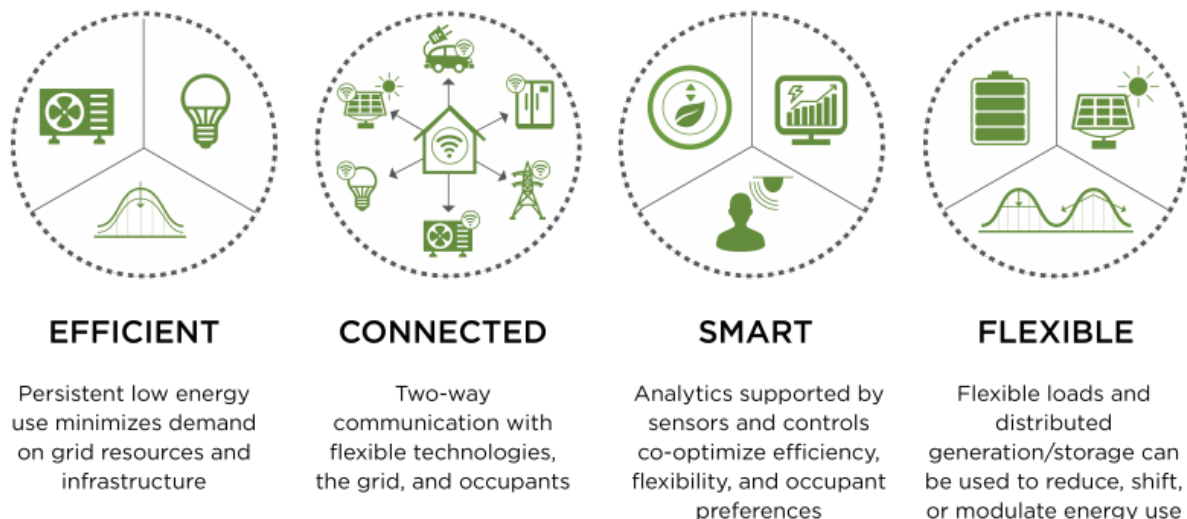 EFFICIENT
Persistent low energy
use minimizes demand
on grid resources and
infrastructure
CONNECTED
Two-way
communication with
flexible technologies,
the grid, and occupants
SMART
Analytics supported by
sensors and controls
co-optimize efficiency,
flexibility, and occupant
preferences
FLEXIBLE
Flexible loads and
distributed
generation/storage can
be used to reduce, shift,
or modulate energy use